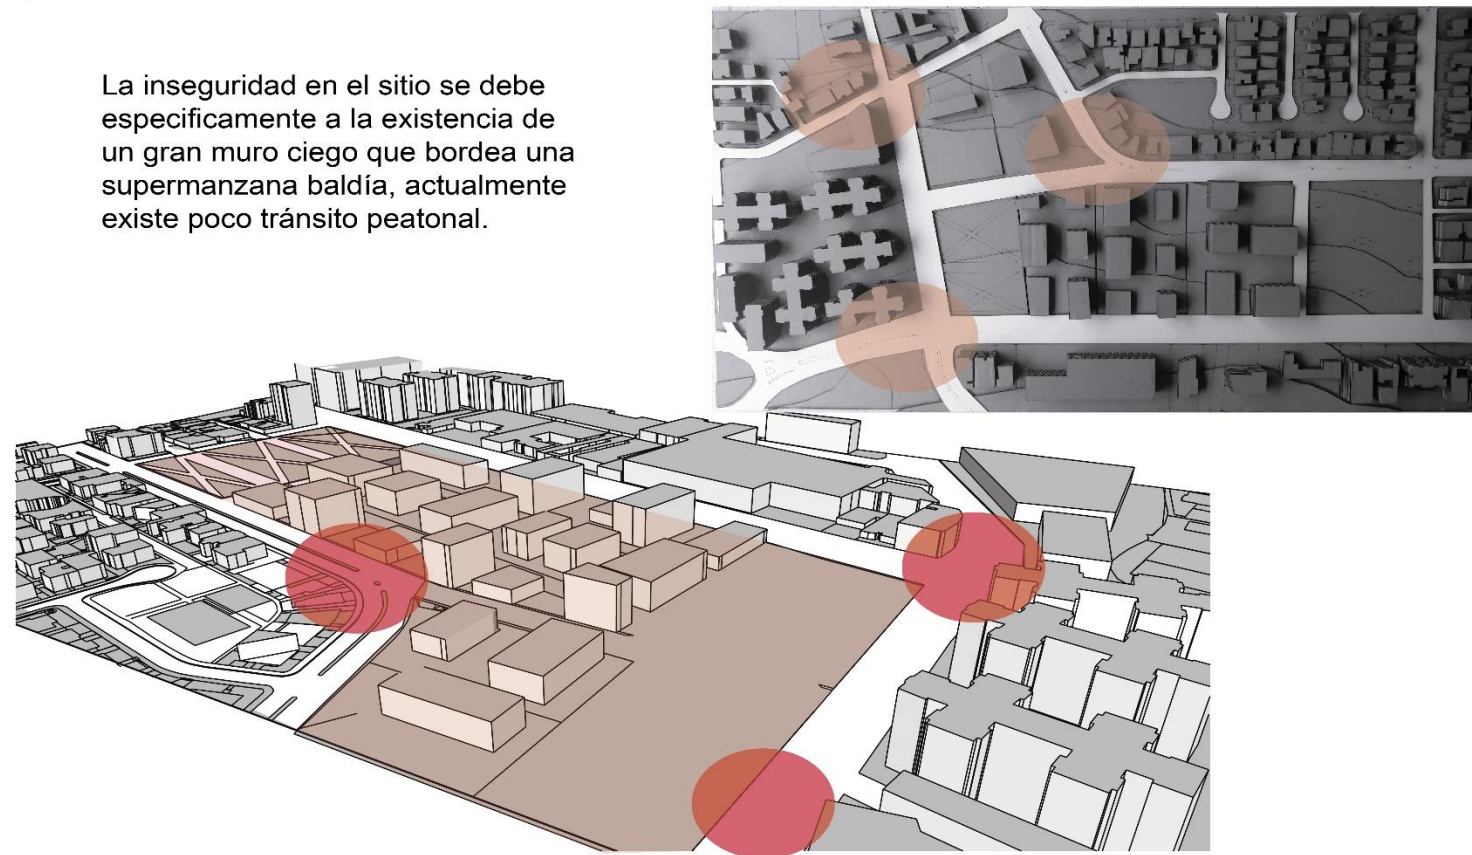 La inseguridad en el sitio se debe
especificamente a la existencia de
un gran muro ciego que bordea una
supermanzana baldía, actualmente
existe poco tránsito peatonal.